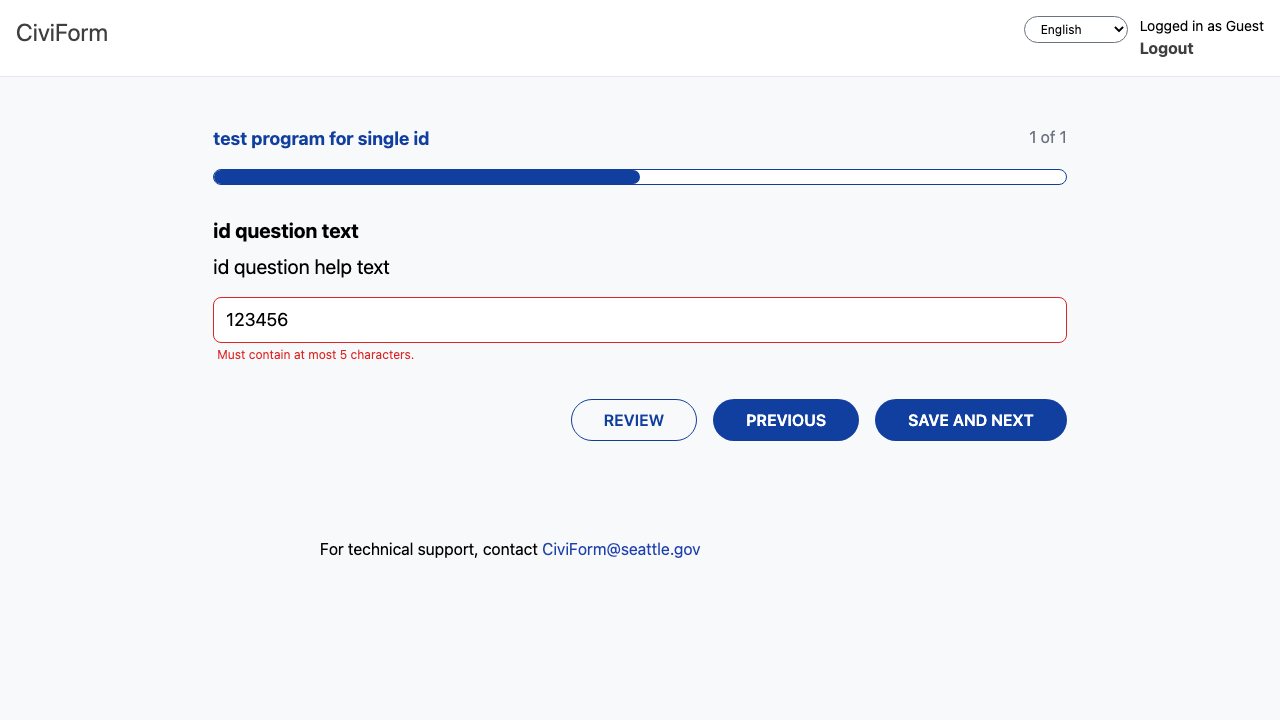 CiviForm
English
Logged in as Guest
Logout
test program for single id
1 of 1
id question text
id question help text
123456
Must contain at most 5 characters.
REVIEW
PREVIOUS
SAVE AND NEXT
For technical support, contact CiviForm@seattle.gov